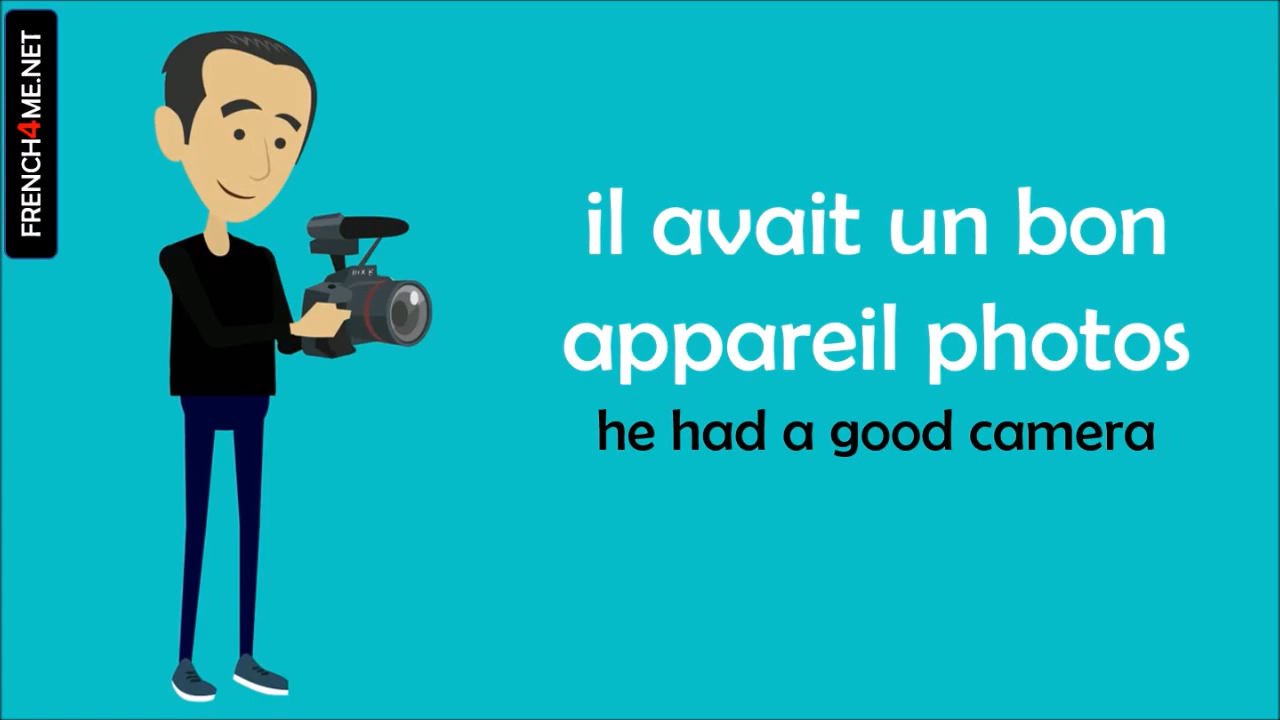 FRENCH4ME.NET
il avait un bon
appareil photos
he had a good camera